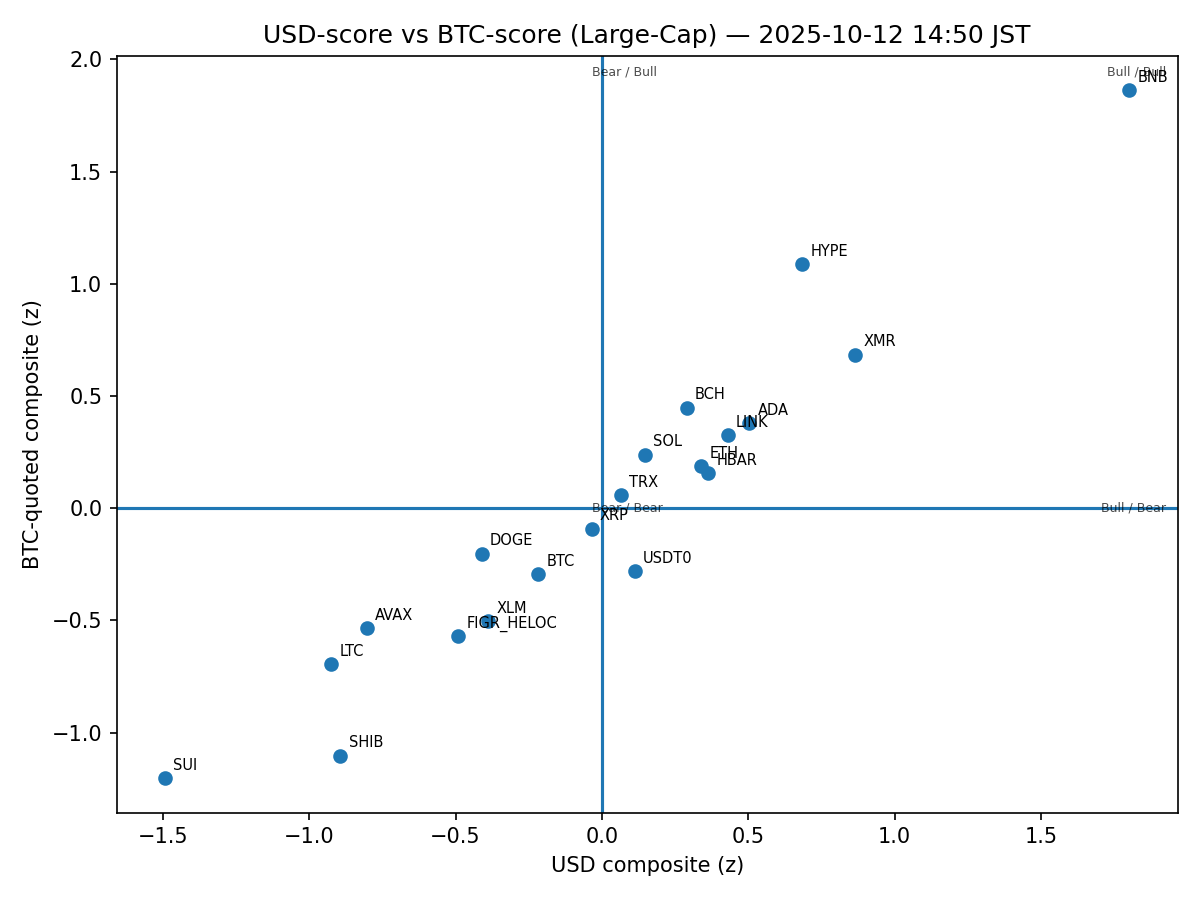 USD-score vs BTC-score (Large-Cap) — 2025-10-12 14:50 JST
BTC-quoted composite (z)
2.0
1.5
1.0
0.5
0.0
−0.5
−1.0
Bear / Bull
Bull / Bull
BNB
HYPE
XMR
BCH
ADA
LINK
SOL
ETH
HBAR
TRX
Bear / Bear
Bull / Bear
XRP
DOGE
BTC
USDT0
XLM
AVAX
FIGR_HELOC
LTC
SHIB
SUI
−1.5
−1.0
−0.5
0.0
0.5
1.0
1.5
USD composite (z)